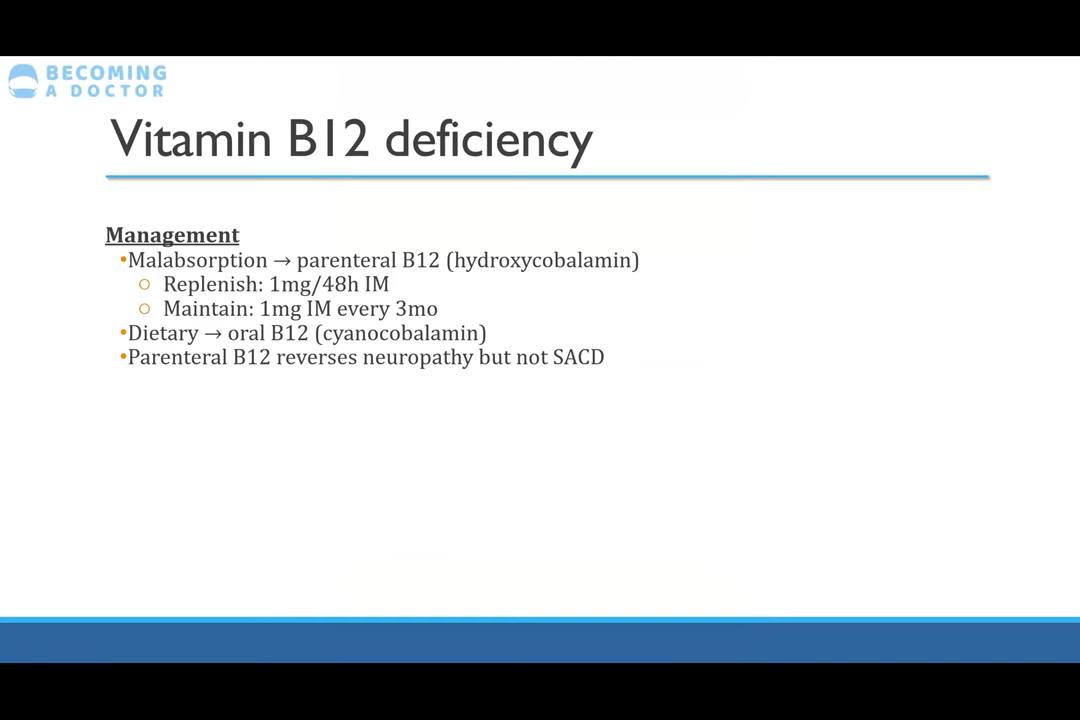 BECOMING
A DOCTOR
Vitamin B12 deficiency
Management
•Malabsorption → parenteral B12 (hydroxycobalamin)
○ Replenish: 1mg/48h IM
○ Maintain: 1mg IM every 3mo
•Dietary → oral B12 (cyanocobalamin)
•Parenteral B12 reverses neuropathy but not SACD